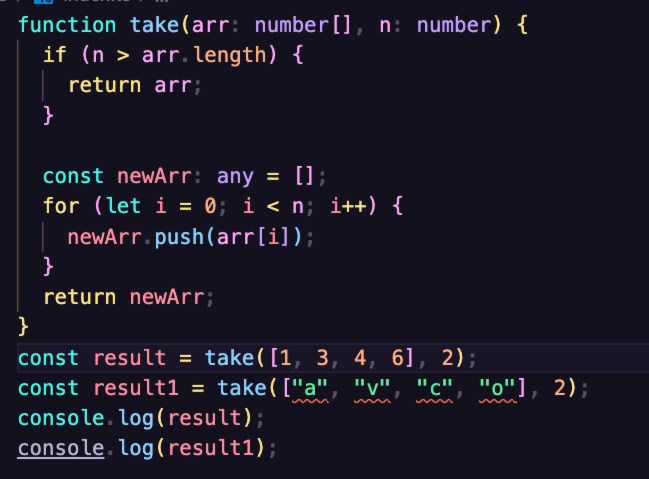 function take(arr: number[], n: number) {
if (n > arr.length) {
return arr;
}
const newArr: any = [];
for (let i = 0; i < n; i++) {
newArr.push(arr[i]);
}
return newArr;
}
const result = take([1, 3, 4, 6], 2);
const result1 = take(["a", "v", "c", "o"], 2);
console.log(result);
console.log(result1);